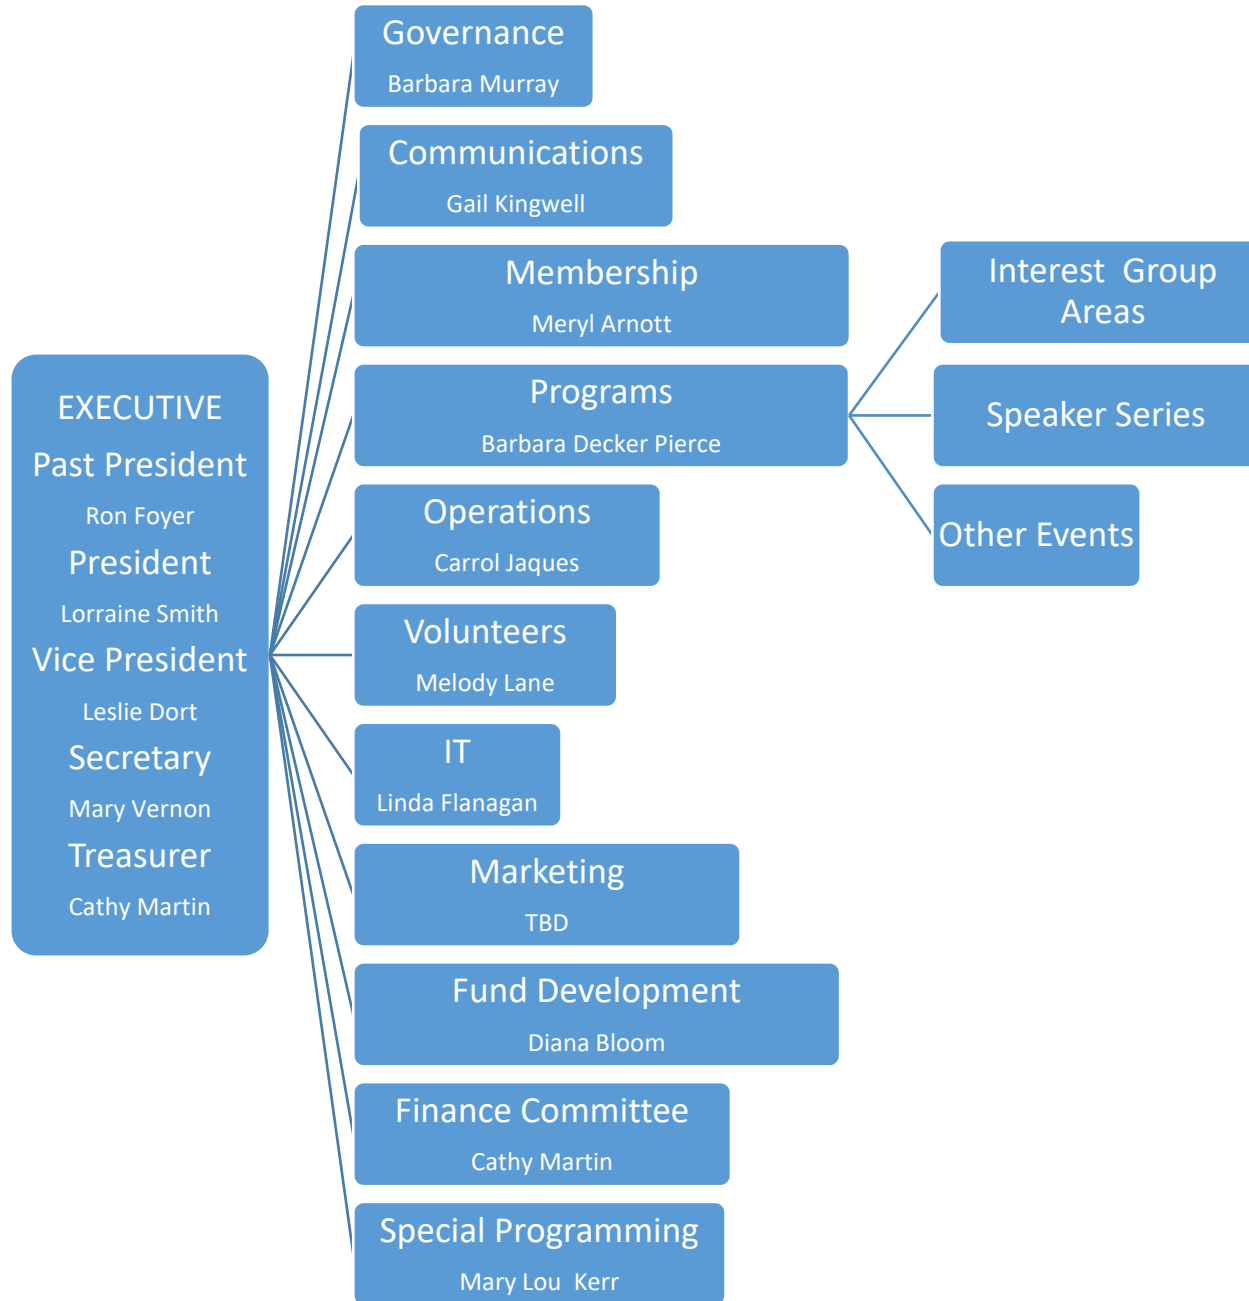 EXECUTIVE
Past President
Ron Foyer
President
Lorraine Smith
Vice President
Leslie Dort
Secretary
Mary Vernon
Treasurer
Cathy Martin
Governance
Barbara Murray
Communications
Gail Kingwell
Membership
Meryl Arnott
Programs
Barbara Decker Pierce
Interest Group
Areas
Speaker Series
Other Events
Operations
Carrol Jaques
Volunteers
Melody Lane
IT
Linda Flanagan
Marketing
TBD
Fund Development
Diana Bloom
Finance Committee
Cathy Martin
Special Programming
Mary Lou Kerr